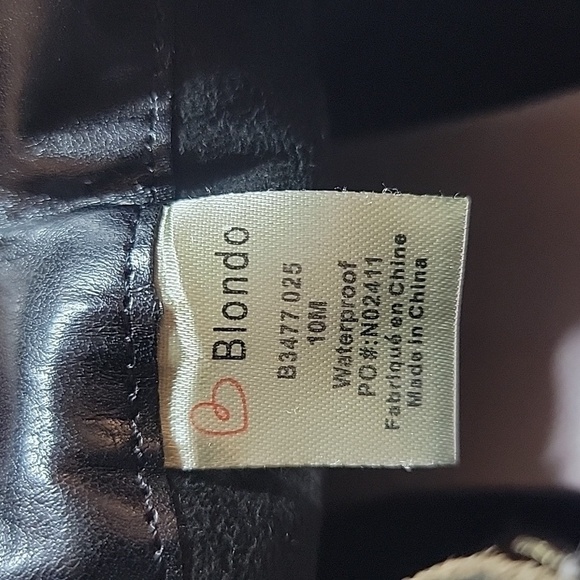 Blondo
B3477 025
10M
Waterproof
PO#:N02411
Fabriqué en Chine
Made in China